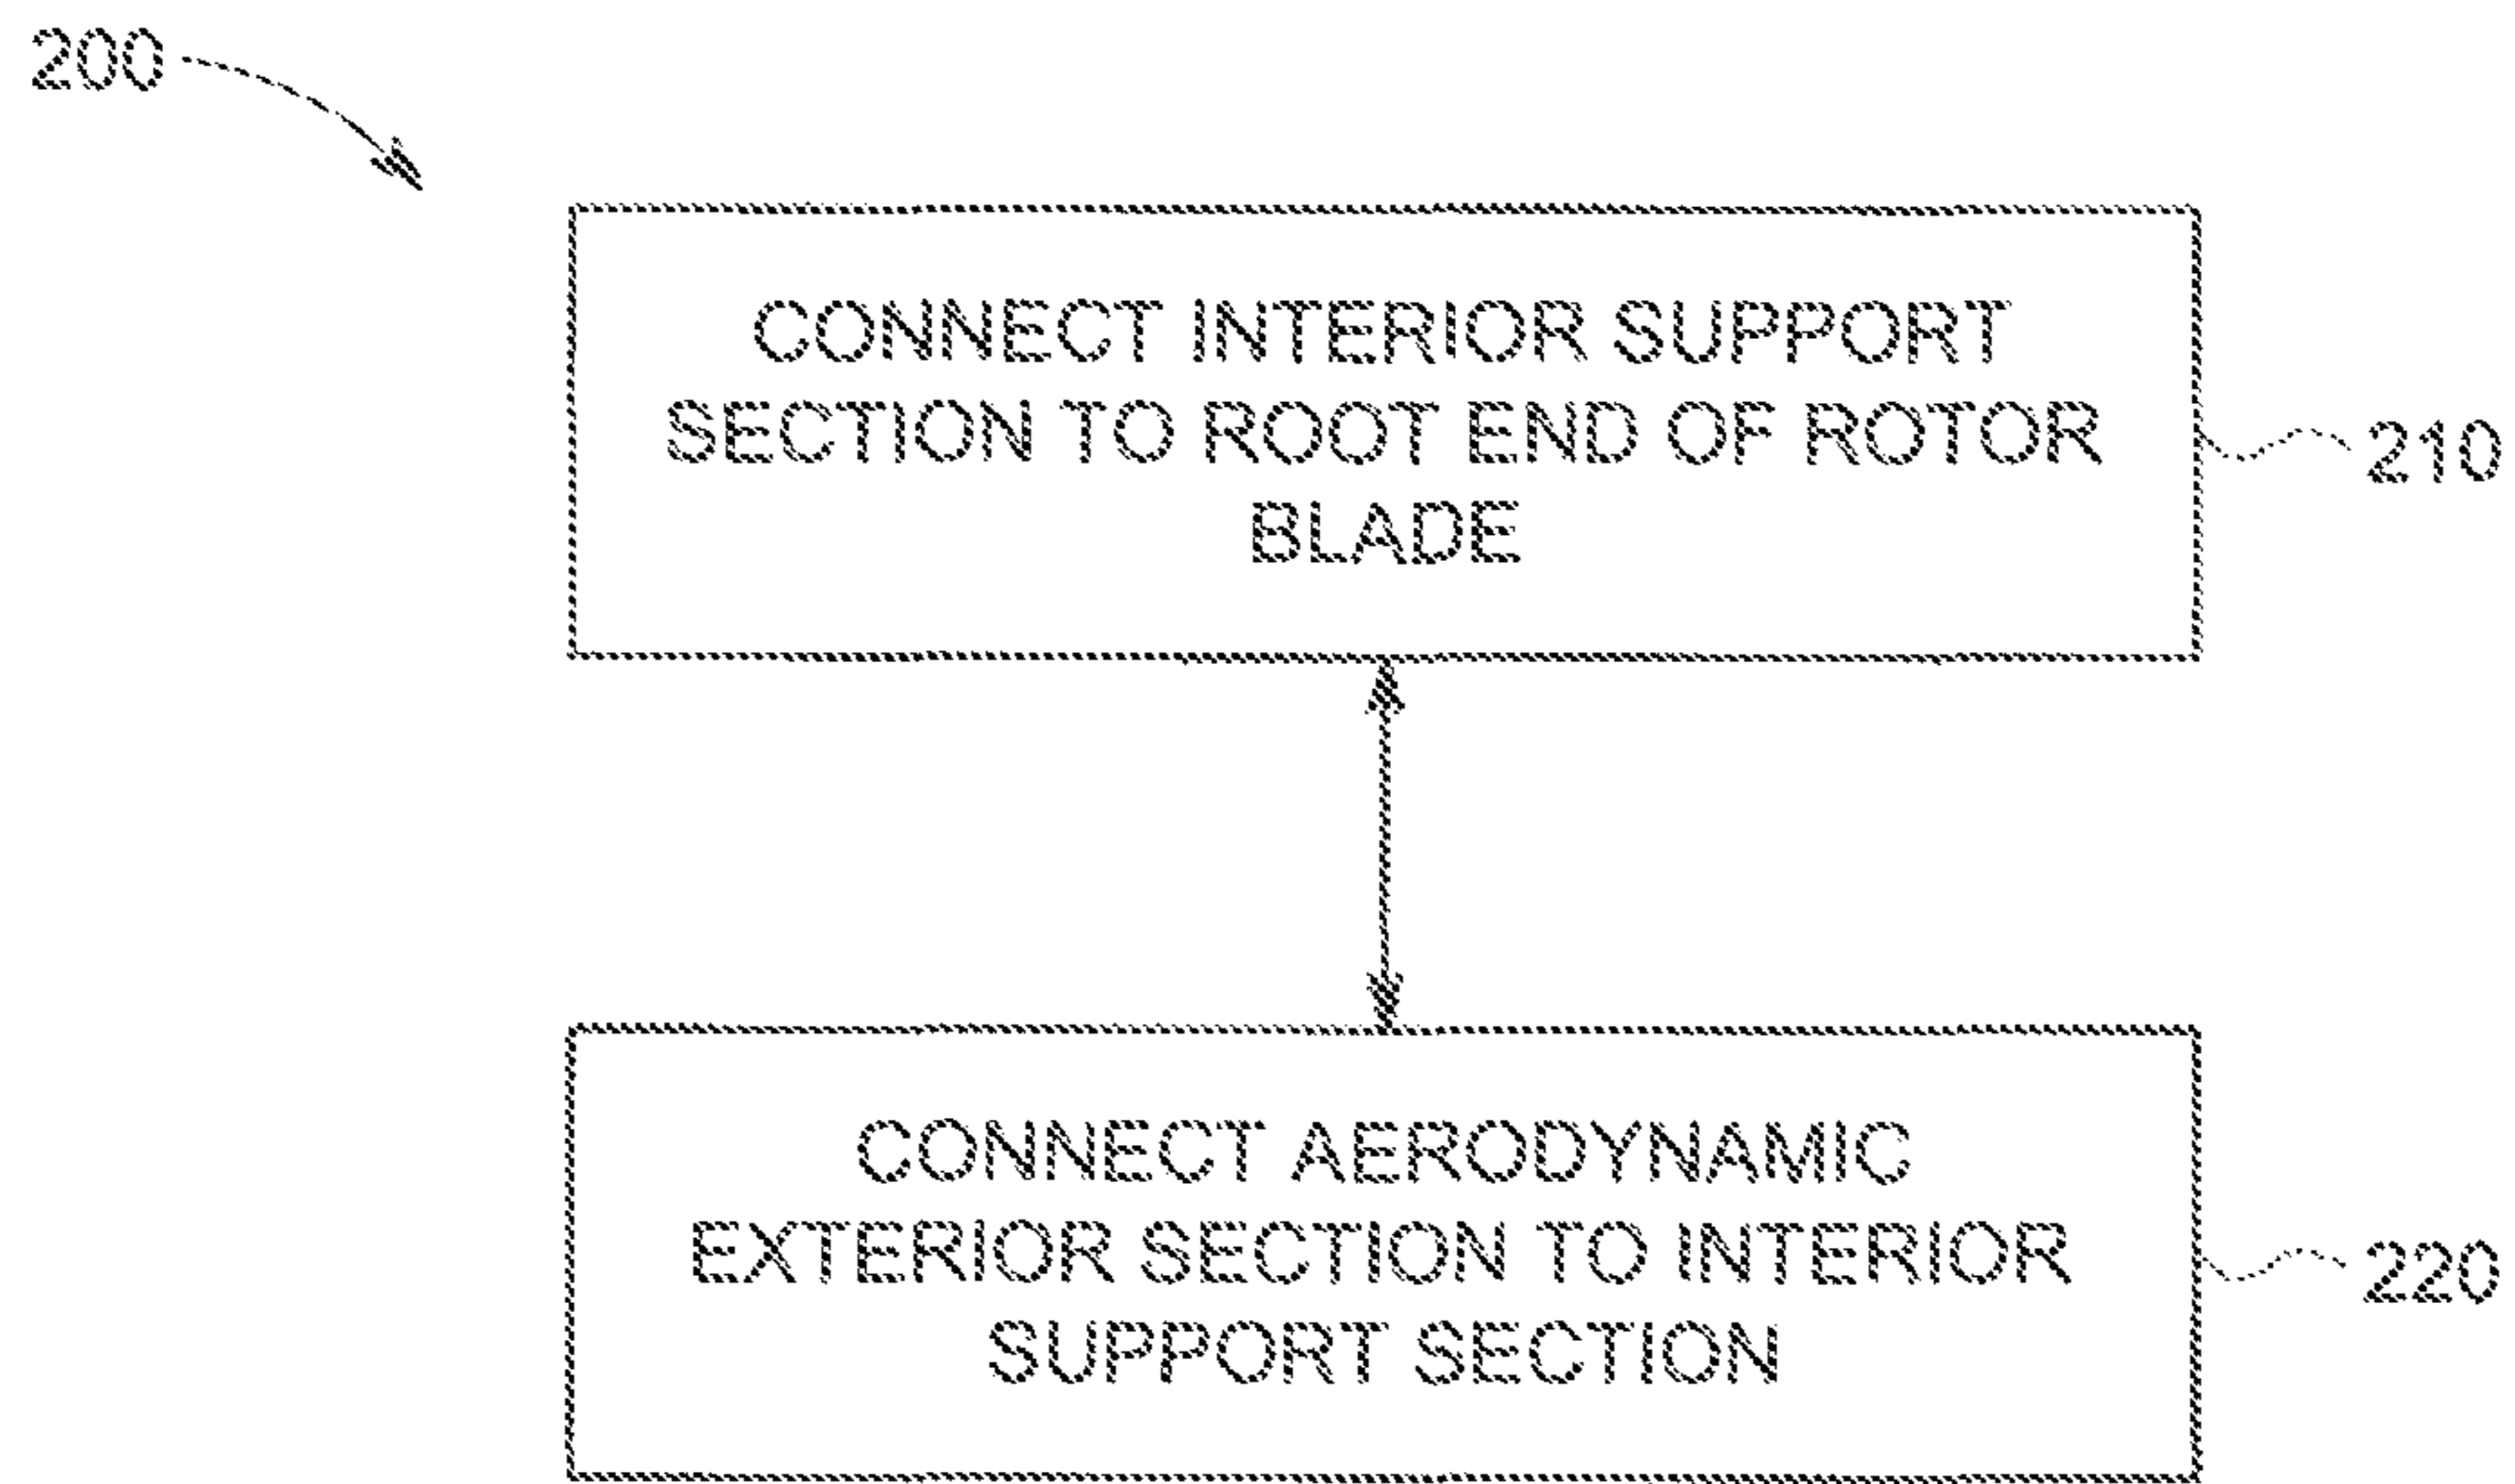 200
CONNECT INTERIOR SUPPORT
SECTION TO ROOT END OF ROTOR
BLADE
210
CONNECT AERODYNAMIC
EXTERIOR SECTION TO INTERIOR
SUPPORT SECTION
220